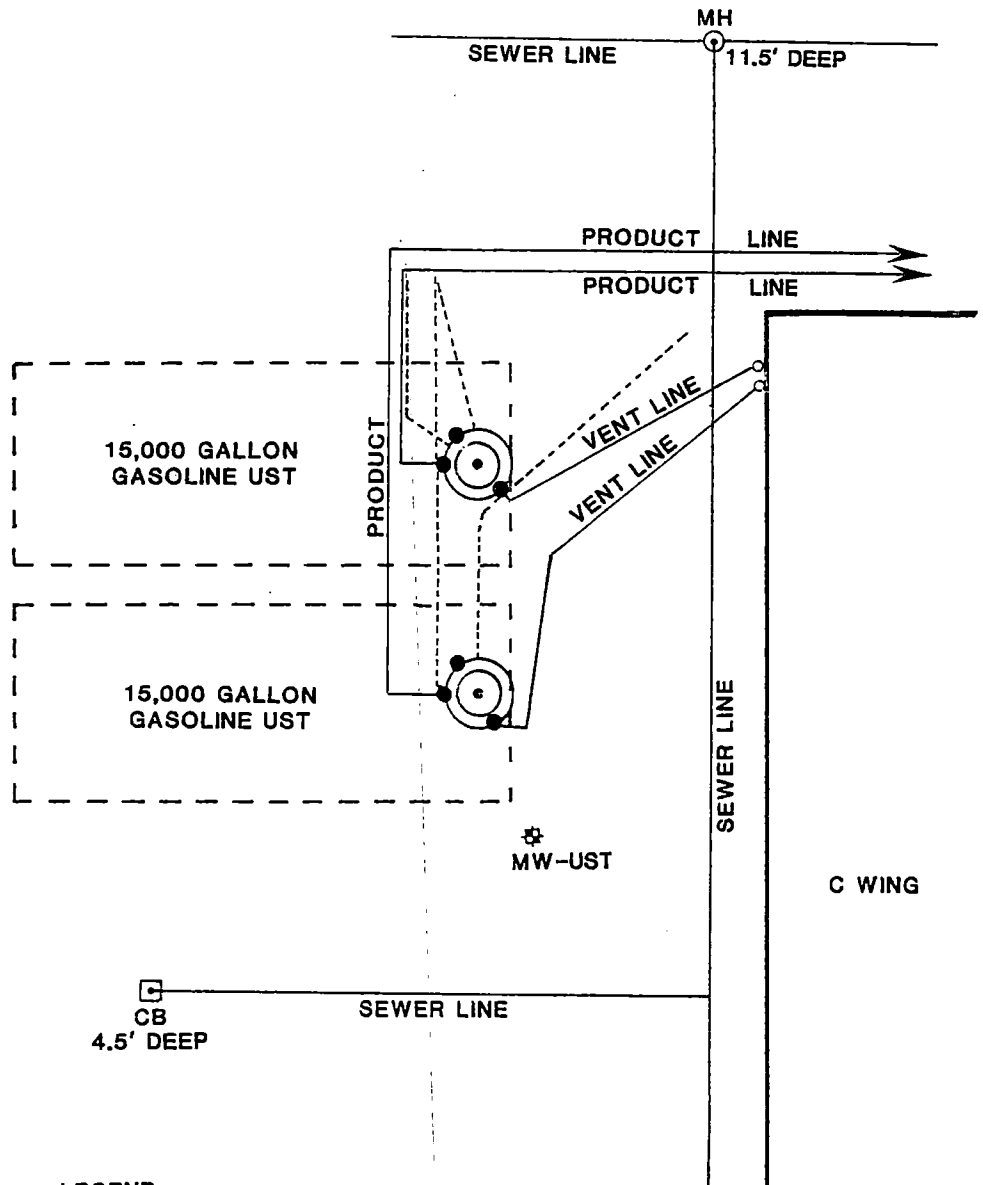 MH
SEWER LINE
11.5' DEEP
PRODUCT LINE
PRODUCT LINE
15,000 GALLON
GASOLINE UST
PRODUCT
VENT LINE
VENT LINE
15,000 GALLON
GASOLINE UST
SEWER LINE
MW-UST
C WING
SEWER LINE
CB
4.5' DEEP
LEGEND